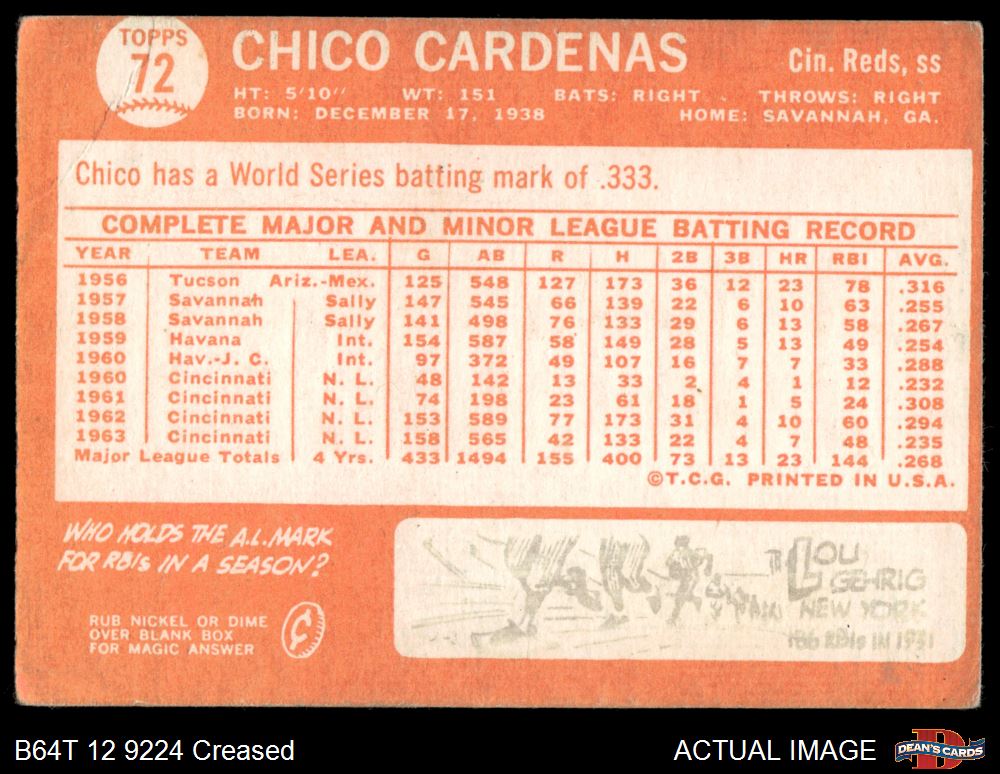 TOPPS
72
CHICO CARDENAS
Cin. Reds, ss
HT: 5'10" WT: 151 BATS: RIGHT THROWS: RIGHT
BORN: DECEMBER 17, 1938 HOME: SAVANNAH, GA.
Chico has a World Series batting mark of .333.
COMPLETE MAJOR AND MINOR LEAGUE BATTING RECORD
YEAR TEAM LEA. G AB R H 2B 3B HR RBI AVG.
1956 Tucson Ariz.-Mex. 125 548 127 173 36 12 23 78 .316
1957 Savannah Sally 147 545 66 139 22 6 10 63 .255
1958 Savannah Sally 141 498 76 133 29 6 13 58 .267
1959 Havana Int. 154 587 58 149 28 5 13 49 .254
1960 Hav.-J. C. Int. 97 372 49 107 16 7 7 33 .288
1960 Cincinnati N. L. 48 142 13 33 2 4 1 12 .232
1961 Cincinnati N. L. 74 198 23 61 18 1 5 24 .308
1962 Cincinnati N. L. 153 589 77 173 31 4 10 60 .294
1963 Cincinnati N. L. 158 565 42 133 22 4 7 48 .235
Major League Totals 4 Yrs. 433 1494 155 400 73 13 23 144 .268
©T.C.G. PRINTED IN U.S.A.
WHO HOLDS THE A.L. MARK
FOR RBIs IN A SEASON?
RUB NICKEL OR DIME
OVER BLANK BOX
FOR MAGIC ANSWER
LOU
GEHRIG
NEW YORK
RBIs IN 1931
B64T 12 9224 Creased
ACTUAL IMAGE
DEAN'S CARDS